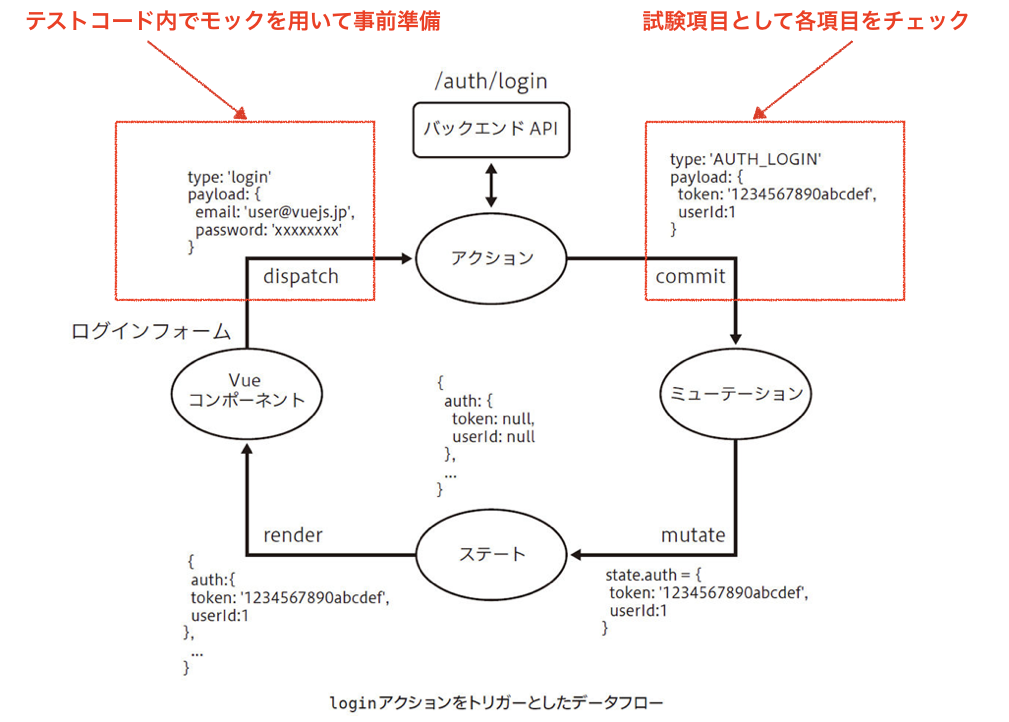 テストコード内でモックを用いて事前準備
試験項目として各項目をチェック
/auth/login
バックエンド API
type: 'login'
payload: {
email: 'user@vuejs.jp',
password: 'xxxxxxxx'
}
dispatch
アクション
type: 'AUTH_LOGIN'
payload: {
token: '1234567890abcdef',
userId:1
}
commit
ログインフォーム
Vue
コンポーネント
{
auth: {
token: null,
userId: null
},
...
}
ミューテーション
render
ステート
mutate
{
auth:{
token: '1234567890abcdef',
userId:1
},
...
}
state.auth = {
token: '1234567890abcdef',
userId:1
}
loginアクションをトリガーとしたデータフロー